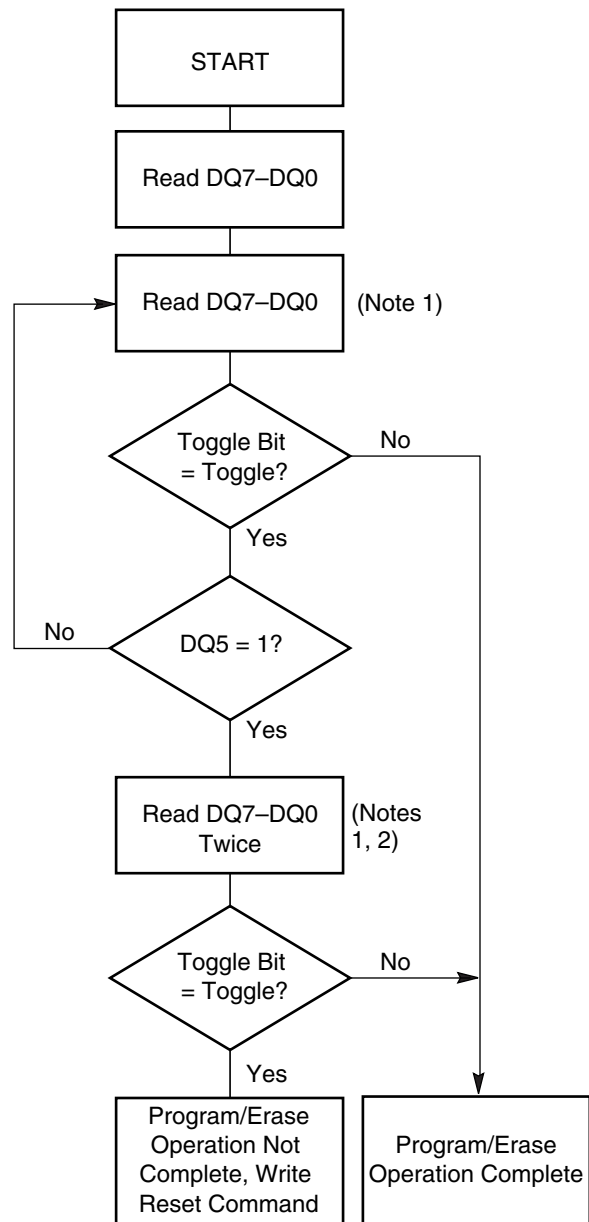 START
Read DQ7–DQ0
Read DQ7–DQ0
(Note 1)
Toggle Bit
= Toggle?
No
Yes
DQ5 = 1?
No
Yes
Read DQ7–DQ0
Twice
(Notes
1, 2)
Toggle Bit
= Toggle?
No
Yes
Program/Erase
Operation Not
Complete, Write
Reset Command
Program/Erase
Operation Complete